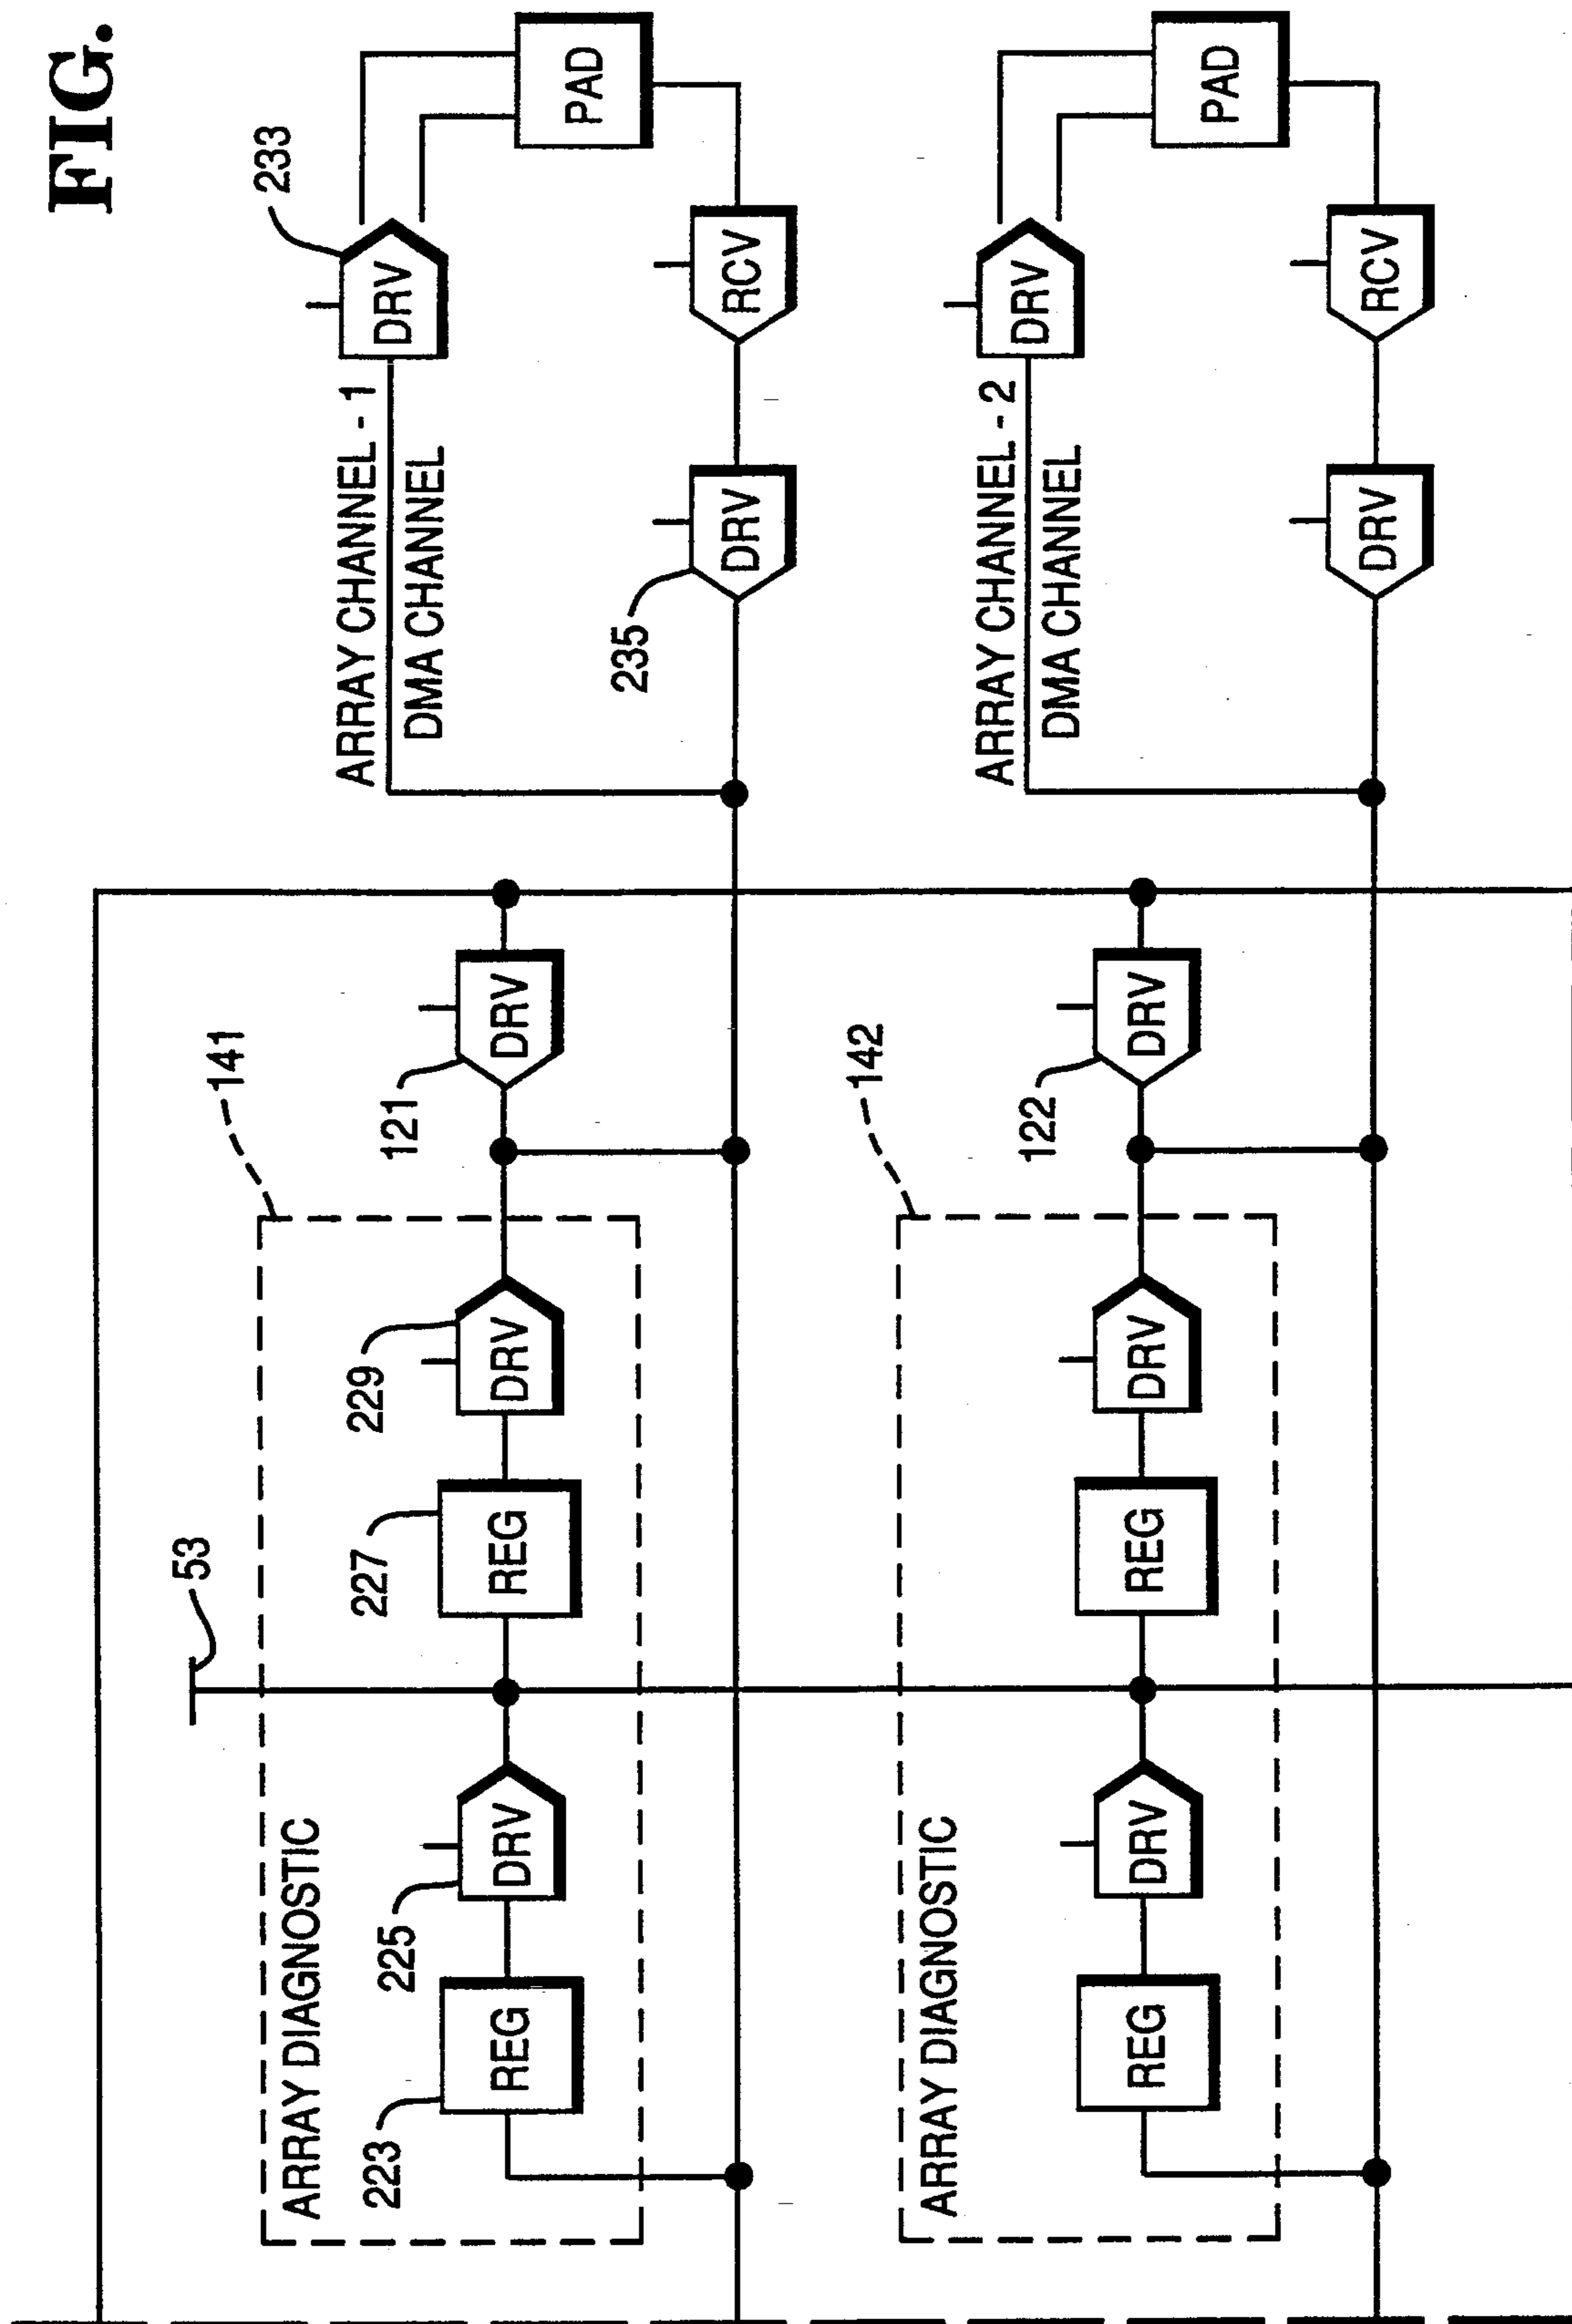 FIG.
53
141
ARRAY DIAGNOSTIC
223
REG
225
DRV
227
REG
229
DRV
121
DRV
ARRAY CHANNEL - 1
DMA CHANNEL
233
DRV
PAD
235
DRV
RCV
142
ARRAY DIAGNOSTIC
REG
DRV
REG
DRV
122
DRV
ARRAY CHANNEL - 2
DMA CHANNEL
DRV
PAD
DRV
RCV